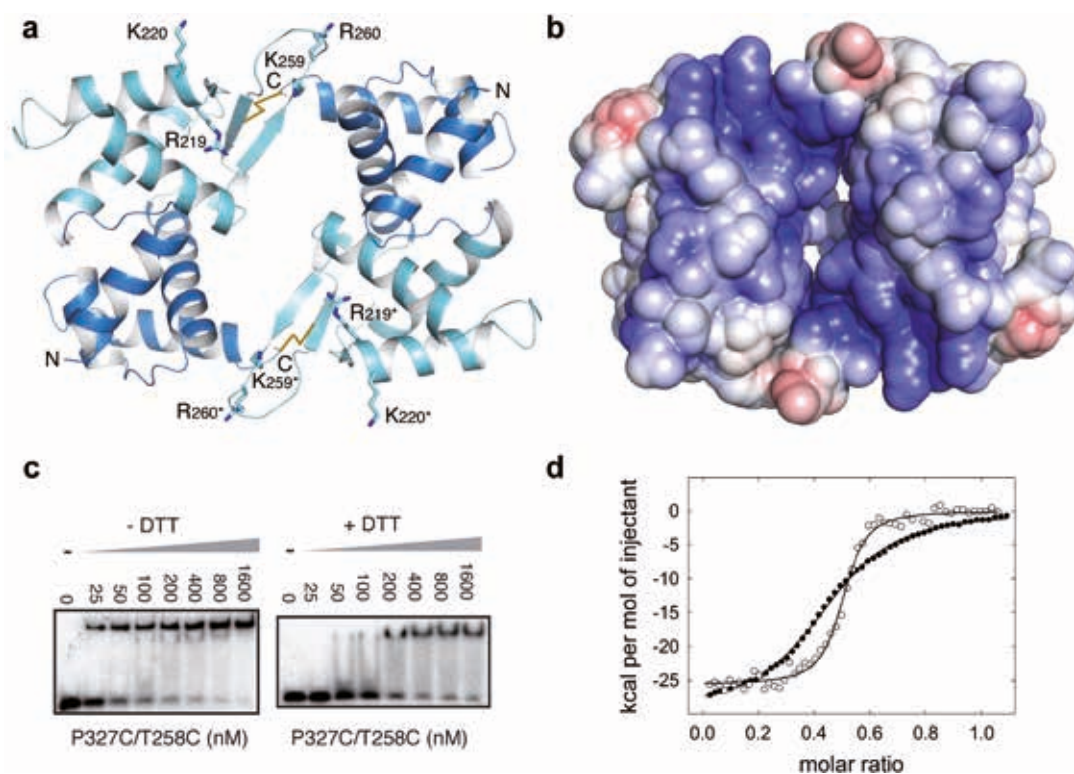 a
K220
R260
K259
C
N
R219
R219*
N
C
K259*
R260*
K220*
b
c
- DTT
+ DTT
-
-
0 25 50 100 200 400 800 1600
0 25 50 100 200 400 800 1600
P327C/T258C (nM)
P327C/T258C (nM)
d
kcal per mol of injectant
0
-5
-10
-15
-20
-25
0.0 0.2 0.4 0.6 0.8 1.0
molar ratio